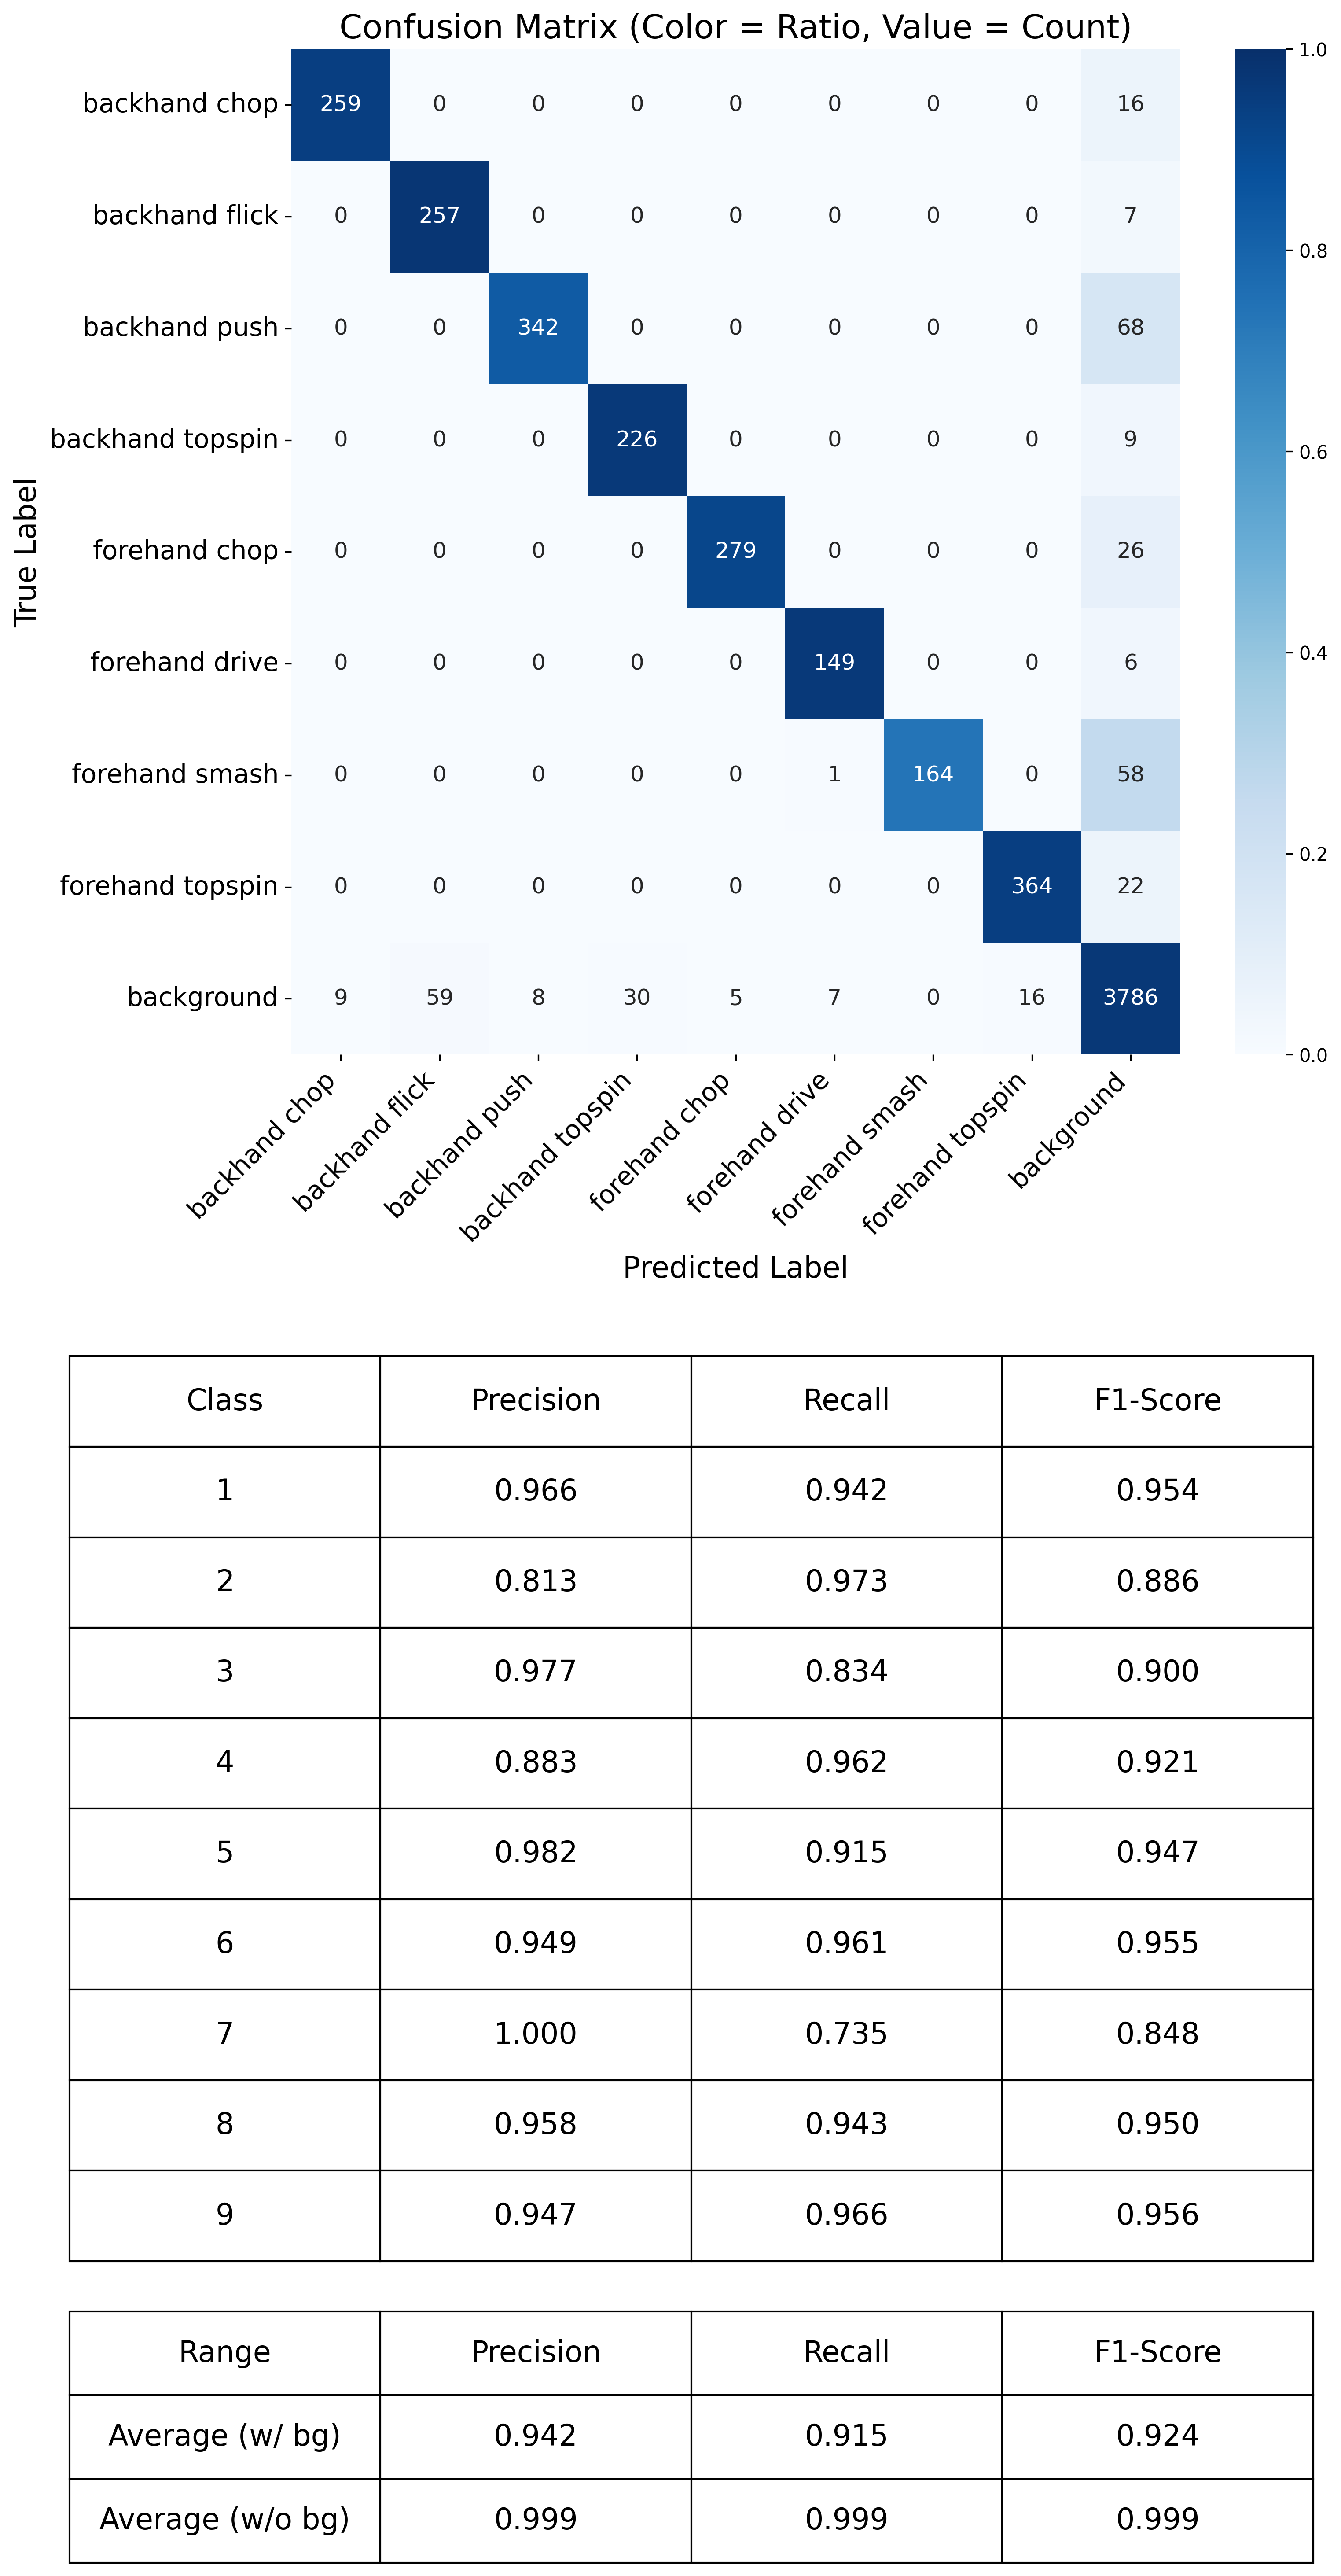 Confusion Matrix (Color = Ratio, Value = Count)
True Label
backhand chop 259 0 0 0 0 0 0 0 16
backhand flick 0 257 0 0 0 0 0 0 7
backhand push 0 0 342 0 0 0 0 0 68
backhand topspin 0 0 0 226 0 0 0 0 9
forehand chop 0 0 0 0 279 0 0 0 26
forehand drive 0 0 0 0 0 149 0 0 6
forehand smash 0 0 0 0 0 1 164 0 58
forehand topspin 0 0 0 0 0 0 0 364 22
background 9 59 8 30 5 7 0 16 3786
backhand chop
backhand flick
backhand push
backhand topspin
forehand chop
forehand drive
forehand smash
forehand topspin
background
Predicted Label
1.0
0.8
0.6
0.4
0.2
0.0
Class Precision Recall F1-Score
1 0.966 0.942 0.954
2 0.813 0.973 0.886
3 0.977 0.834 0.900
4 0.883 0.962 0.921
5 0.982 0.915 0.947
6 0.949 0.961 0.955
7 1.000 0.735 0.848
8 0.958 0.943 0.950
9 0.947 0.966 0.956
Range Precision Recall F1-Score
Average (w/ bg) 0.942 0.915 0.924
Average (w/o bg) 0.999 0.999 0.999